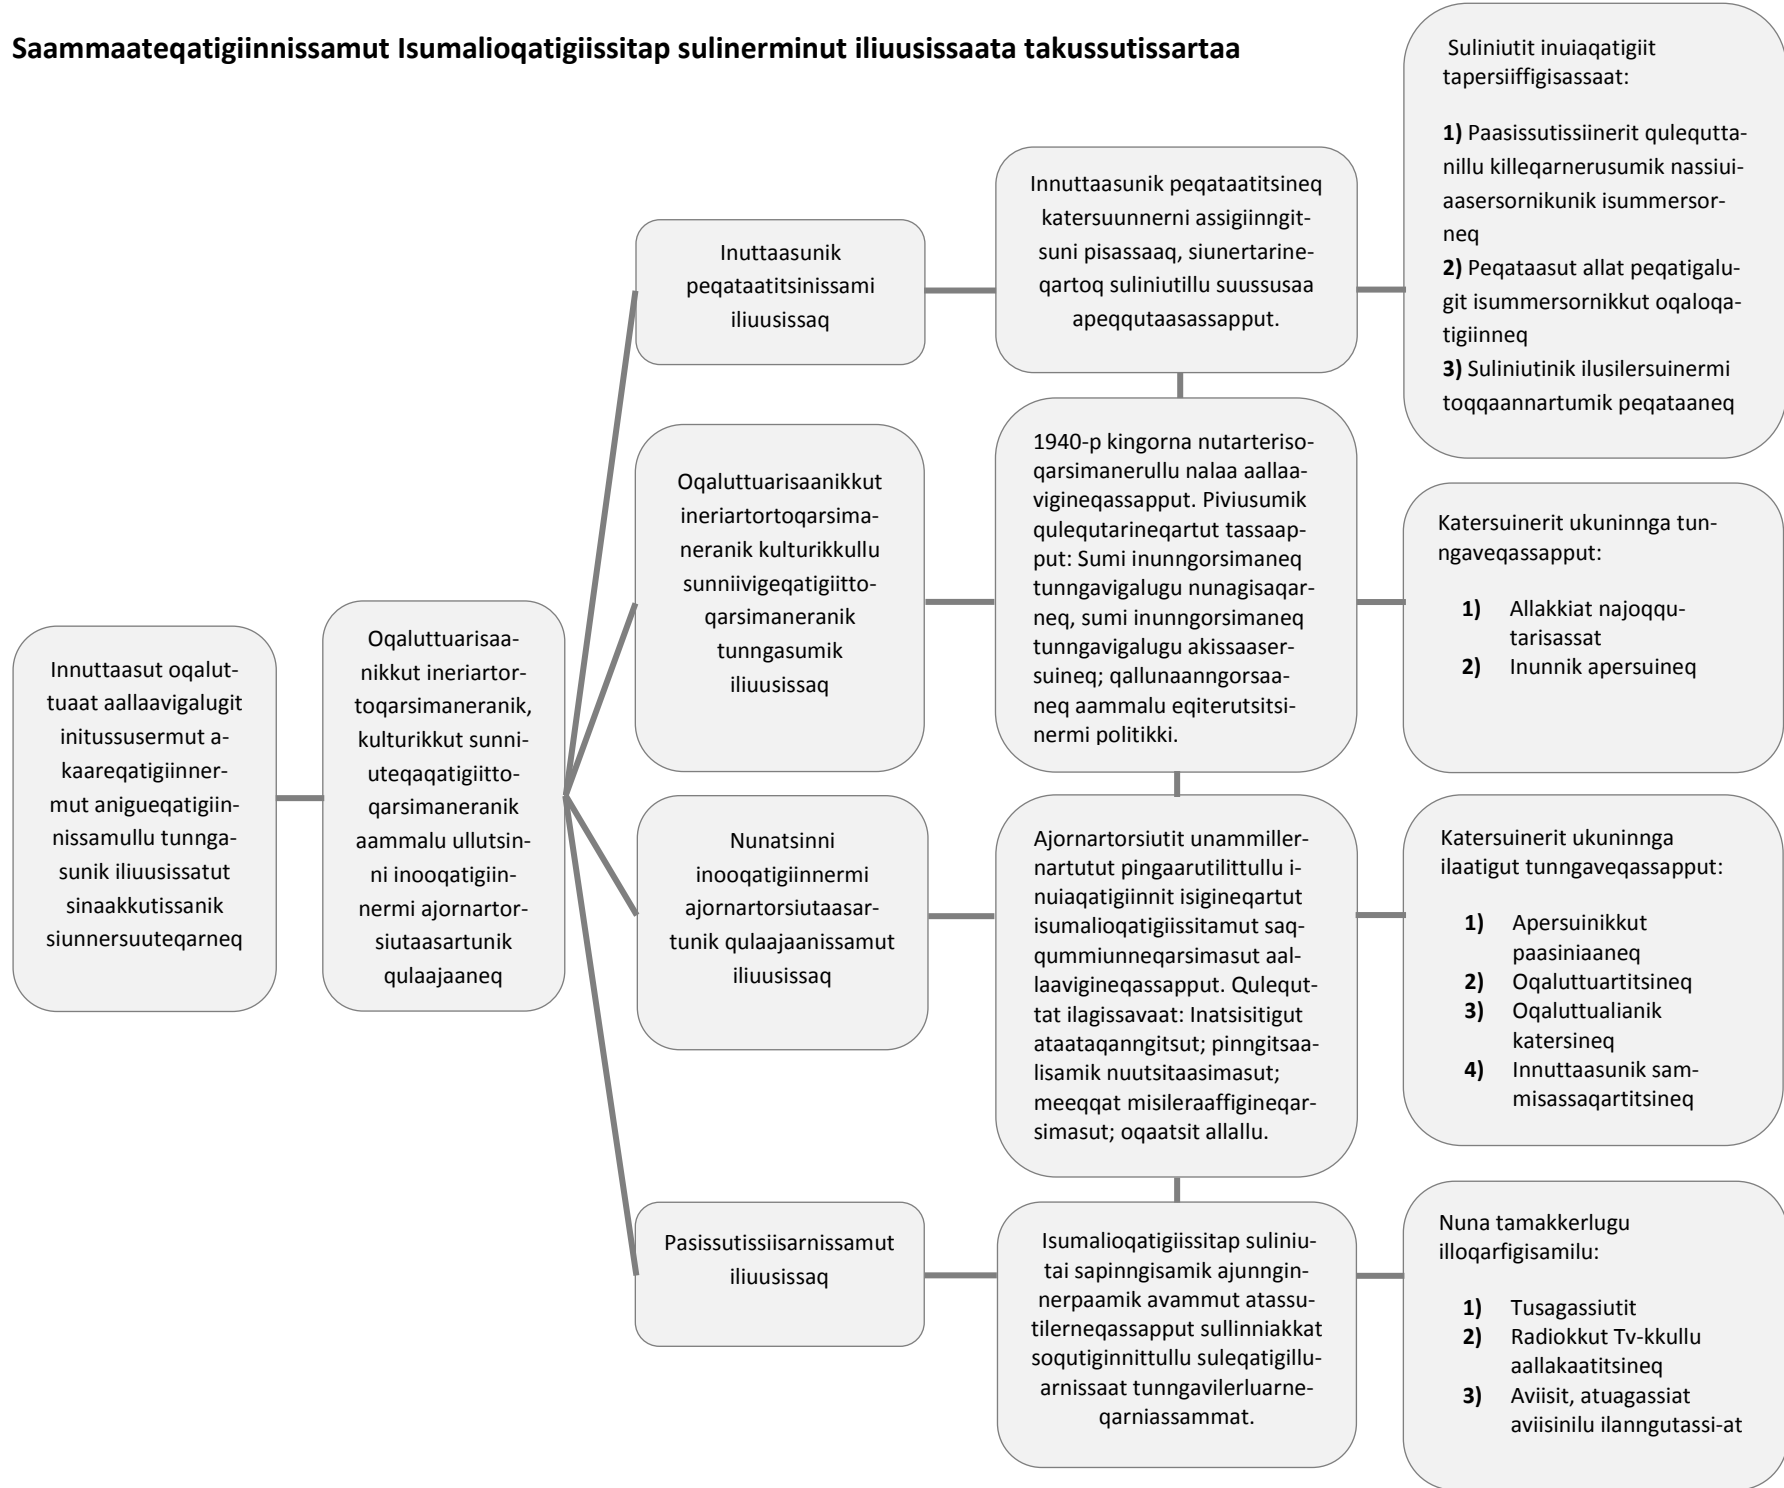 Saammaateqatigiinnissamut Isumalioqatigiissitap sulinerminut iliuusissaata takussutissartaa
Innuttaasut oqalut-
tuaat aallaavigalugit
initussusermut a-
kaareqatigiinner-
mut anigueqatigiin-
nissamullu tunnga-
sunik iliuusissatut
sinaakkutissanik
siunnersuuteqarneq
Oqaluttuarisaa-
nikkut ineriartor-
toqarsimaneranik,
kulturikkut sunni-
uteqaqatigiitto-
qarsimaneranik
aammalu ullutsin-
ni inooqatigiin-
nermi ajornartor-
siutaasartunik
qulaajaaneq
Inuttaasunik
peqataatitsinissami
iliuusissaq
Innuttaasunik peqataatitsineq
katersuunnerni assigiinngit-
suni pisassaaq, siunertarine-
qartoq suliniutillu suussusaa
apeqqutaasassapput.
Suliniutit inuiaqatigiit
tapersiiffigisassaat:
1) Paasissutissiinerit qulequtta-
nillu killeqarnerusumik nassiui-
aasersornikunik isummersor-
neq
2) Peqataasut allat peqatigalu-
git isummersornikkut oqaloqa-
tigiinneq
3) Suliniutinik ilusilersuinermi
toqqaannartumik peqataaneq
Oqaluttuarisaanikkut
ineriartortoqarsima-
neranik kulturikkullu
sunniivigeqatigiitto-
qarsimaneranik
tunngasumik
iliuusissaq
1940-p kingorna nutarteriso-
qarsimanerullu nalaa aallaa-
vigineqassapput. Piviusumik
qulequtarineqartut tassaap-
put: Sumi inunngorsimaneq
tunngavigalugu nunagisaqar-
neq, sumi inunngorsimaneq
tunngavigalugu akissaaser-
suineq; qallunaanngorsaa-
neq aammalu eqiterutsitsi-
nermi politikki.
Katersuinerit ukuninnga tun-
ngaveqassapput:
1) Allakkiat najoqqu-
tarisassat
2) Inunnik apersuineq
Nunatsinni
inooqatigiinnermi
ajornartorsiutaasar-
tunik qulaajaanissamut
iliuusissaq
Ajornartorsiutit unammiller-
nartutut pingaarutilittullu i-
nuiaqatigiinnit isigineqartut
isumalioqatigiissitamut saq-
qummiunneqarsimasut aal-
laavigineqassapput. Qulequt-
tat ilagissavaat: Inatsisitigut
ataataqanngitsut; pinngitsaa-
lisamik nuutsitaasimasut;
meeqqat misileraaffigineqar-
simasut; oqaatsit allallu.
Katersuinerit ukuninnga
ilaatigut tunngaveqassapput:
1) Apersuinikkut
paasiniaaneq
2) Oqaluttuartitsineq
3) Oqaluttualianik
katersineq
4) Innuttaasunik sam-
misassaqartitsineq
Pasissutissiisarnissamut
iliuusissaq
Isumalioqatigiissitap suliniu-
tai sapinngisamik ajunngin-
nerpaamik avammut atassu-
tilerneqassapput sullinniakkat
soqutiginnittullu suleqatigillu-
arnissaat tunngavilerluarne-
qarniassammat.
Nuna tamakkerlugu
illoqarfigisamilu:
1) Tusagassiutit
2) Radiokkut Tv-kkullu
aallakaatitsineq
3) Aviisit, atuagassiat
aviisinilu ilanngutassi-at